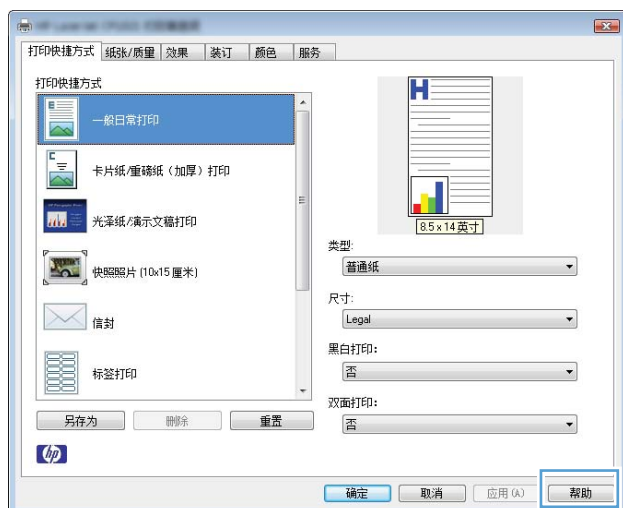 打印快捷方式 纸张/质量 效果 装订 颜色 服务
打印快捷方式
一般日常打印
卡片纸/重磅纸（加厚）打印
光泽纸/演示文稿打印
快照照片 (10x15 厘米)
信封
标签打印
另存为 删除 重置
hp
H
8.5 x 14 英寸
类型:
普通纸
尺寸:
Legal
黑白打印:
否
双面打印:
否
确定 取消 应用 (A) 帮助